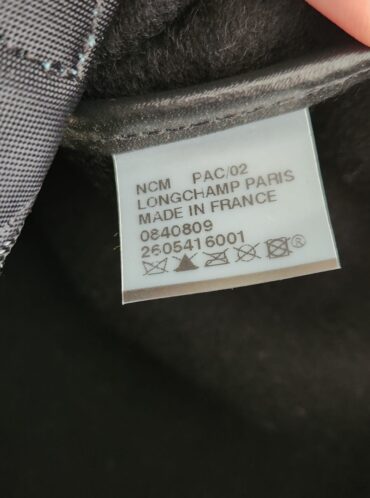 NCM PAC/02
LONGCHAMP PARIS
MADE IN FRANCE
0840809
2605416001
®